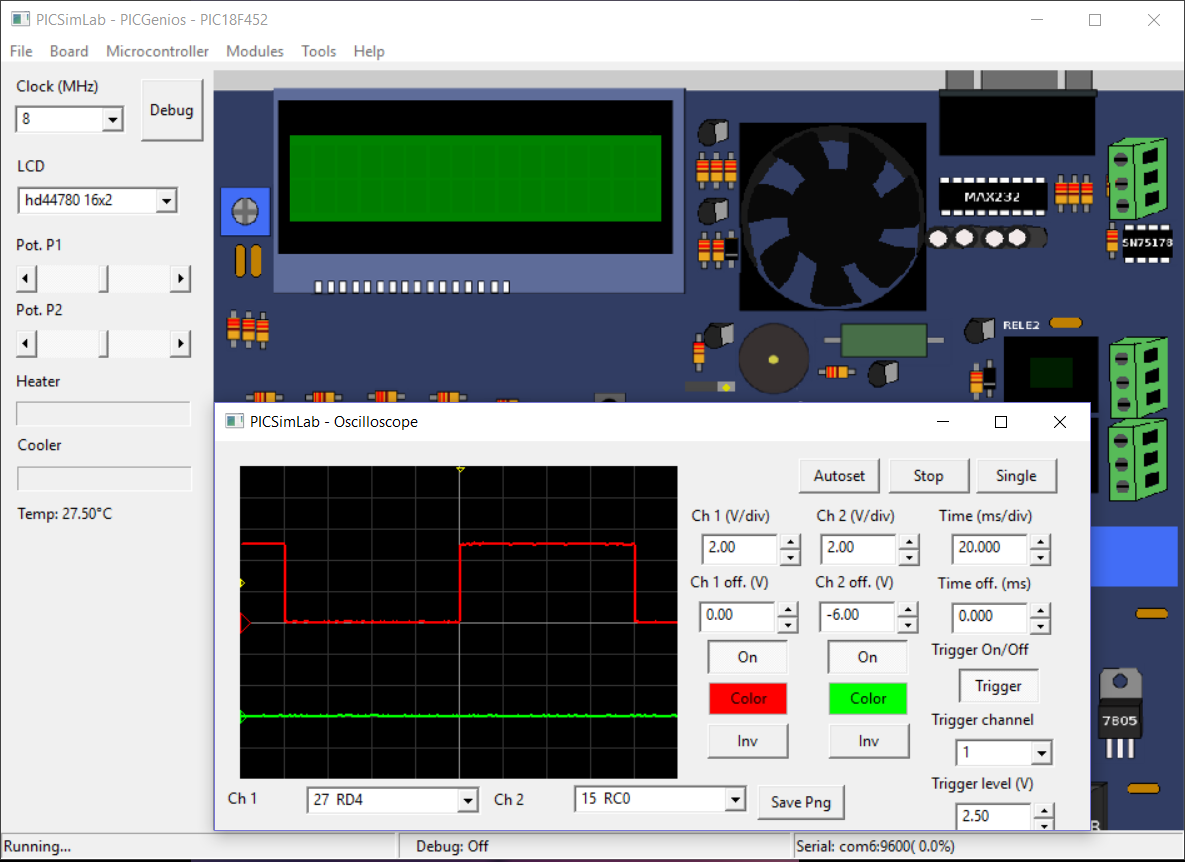 PICSimLab - PICGenios - PIC18F452
File Board Microcontroller Modules Tools Help
Clock (MHz)
8
Debug
LCD
hd44780 16x2
Pot. P1
Pot. P2
Heater
Cooler
Temp: 27.50°C
MAX232
SN75178
RELE2
7805
PICSimLab - Oscilloscope
Autoset Stop Single
Ch 1 (V/div) Ch 2 (V/div) Time (ms/div)
2.00 2.00 20.000
Ch 1 off. (V) Ch 2 off. (V) Time off. (ms)
0.00 -6.00 0.000
On On
Trigger On/Off
Color Color
Trigger
Inv Inv
Trigger channel
1
Trigger level (V)
2.50
Ch 1 27 RD4 Ch 2 15 RC0 Save Png
Running... Debug: Off Serial: com6:9600( 0.0%)